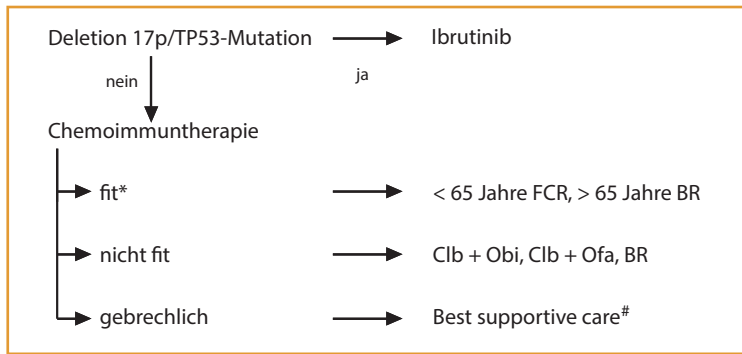 Deletion 17p/TP53-Mutation Ibrutinib
nein ja
Chemoimmuntherapie
fit* < 65 Jahre FCR, > 65 Jahre BR
nicht fit Clb + Obi, Clb + Ofa, BR
gebrechlich Best supportive care#